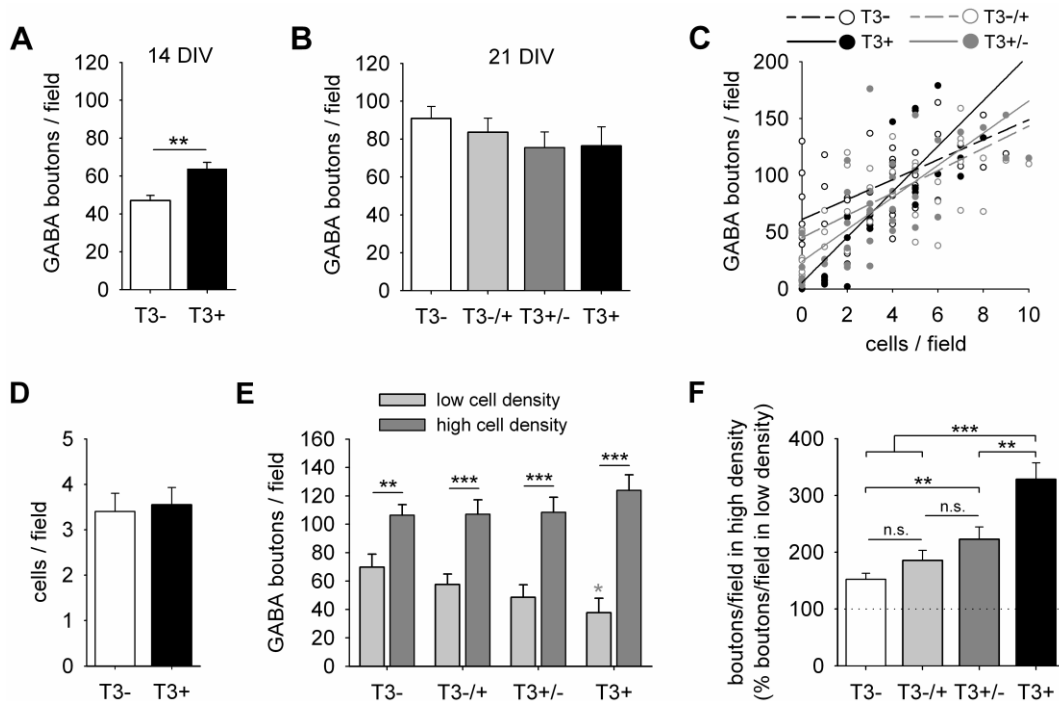 A
14 DIV
GABA boutons / field
120
100
80
60
40
20
0
**
T3- T3+
B
21 DIV
GABA boutons / field
120
100
80
60
40
20
0
T3- T3-/+ T3+/- T3+
C
T3- T3-/+
T3+ T3+/-
GABA boutons / field
200
150
100
50
0
0 2 4 6 8 10
cells / field
D
cells / field
5
4
3
2
1
0
T3- T3+
E
low cell density
high cell density
GABA boutons / field
160
140
120
100
80
60
40
20
0
** *** *** ***
*
T3- T3-/+ T3+/- T3+
F
boutons/field in high density
(% boutons/field in low density)
400
300
200
100
0
***
**
**
n.s.
n.s.
T3- T3-/+ T3+/- T3+